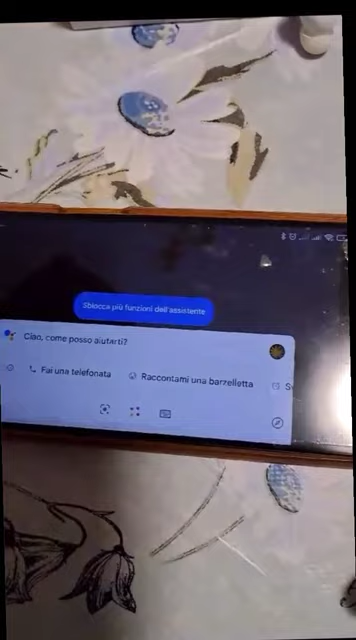 Sblocca più funzioni dell'assistente
Ciao, come posso aiutarti?
Fai una telefonata
Raccontami una barzelletta